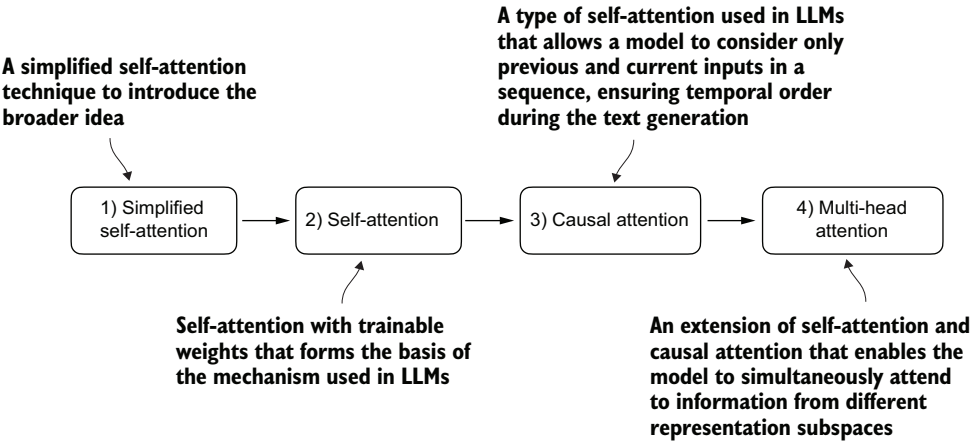 A simplified self-attention
technique to introduce the
broader idea
A type of self-attention used in LLMs
that allows a model to consider only
previous and current inputs in a
sequence, ensuring temporal order
during the text generation
1) Simplified
self-attention
2) Self-attention
3) Causal attention
4) Multi-head
attention
Self-attention with trainable
weights that forms the basis of
the mechanism used in LLMs
An extension of self-attention and
causal attention that enables the
model to simultaneously attend
to information from different
representation subspaces